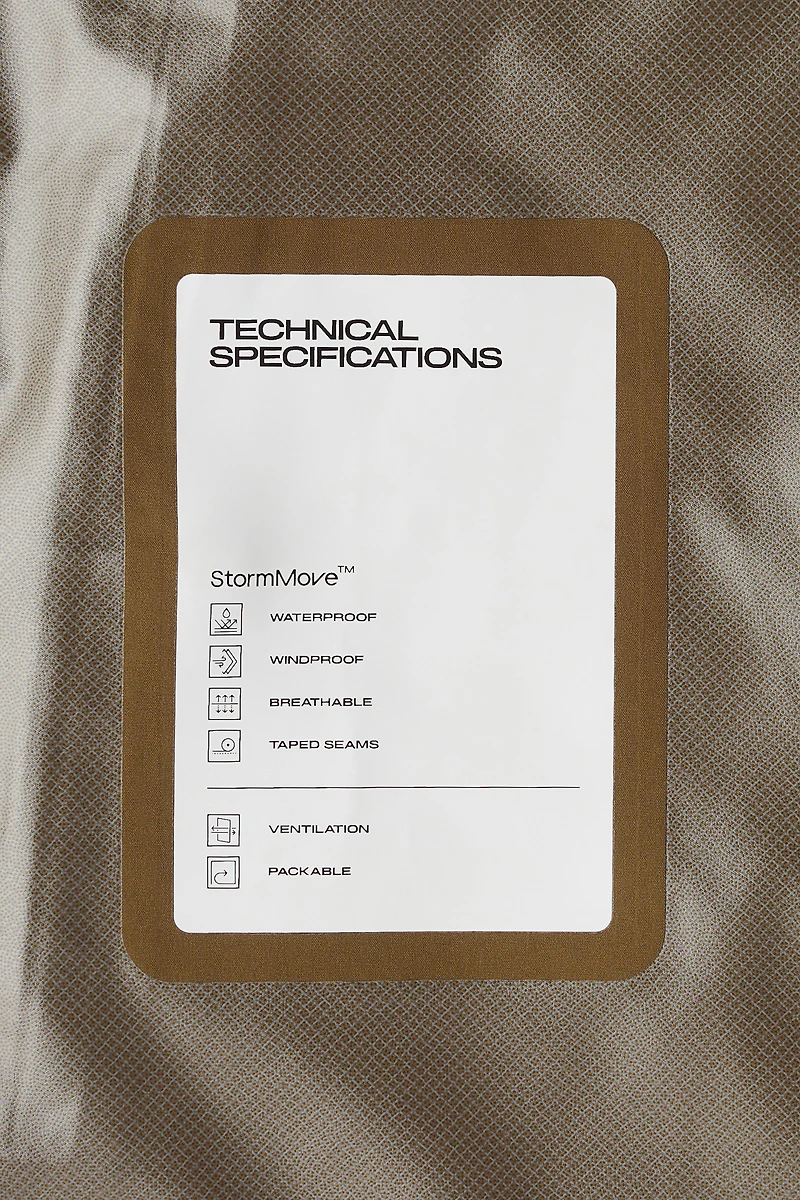 TECHNICAL
SPECIFICATIONS
StormMove™
WATERPROOF
WINDPROOF
BREATHABLE
TAPED SEAMS
VENTILATION
PACKABLE